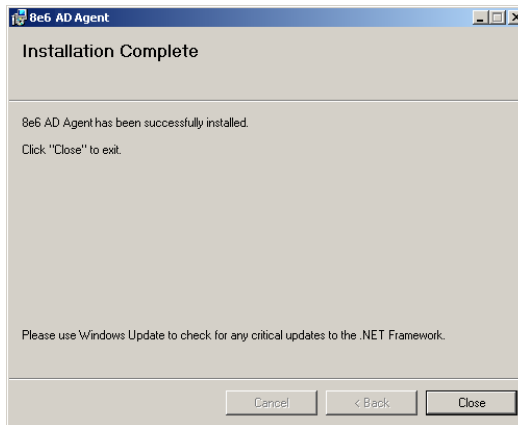 8e6 AD Agent
Installation Complete
8e6 AD Agent has been successfully installed.
Click "Close" to exit.
Please use Windows Update to check for any critical updates to the .NET Framework.
Cancel
< Back
Close